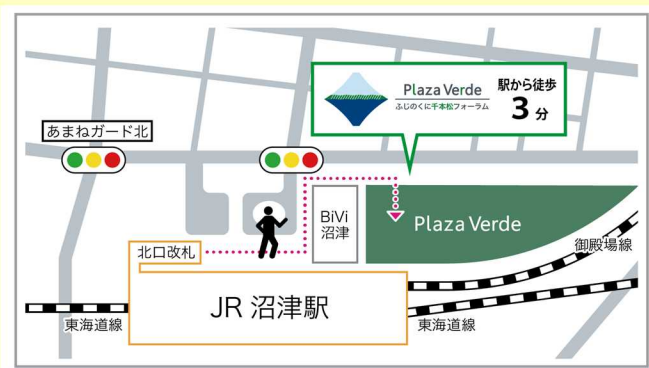 Plaza Verde
ふじのくに千本松フォーラム
駅から徒歩
3 分
あまねガード北
BiVi
沼津
Plaza Verde
北口改札
御殿場線
JR 沼津駅
東海道線
東海道線